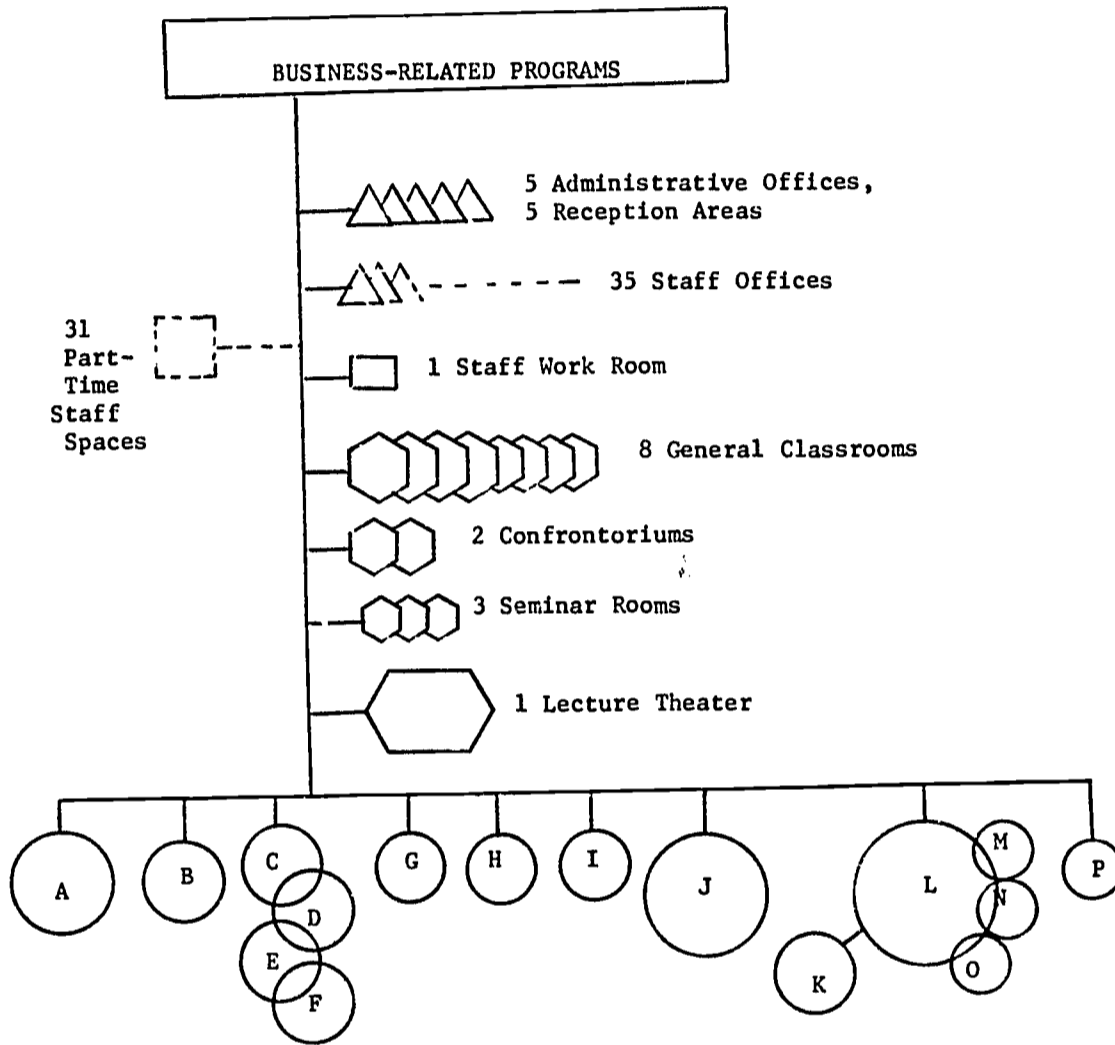 BUSINESS-RELATED PROGRAMS
5 Administrative Offices,
5 Reception Areas
35 Staff Offices
31
Part-
Time
Staff
Spaces
1 Staff Work Room
8 General Classrooms
2 Confrontoriums
3 Seminar Rooms
1 Lecture Theater
A
B
C
D
E
F
G
H
I
J
K
L
M
N
O
P